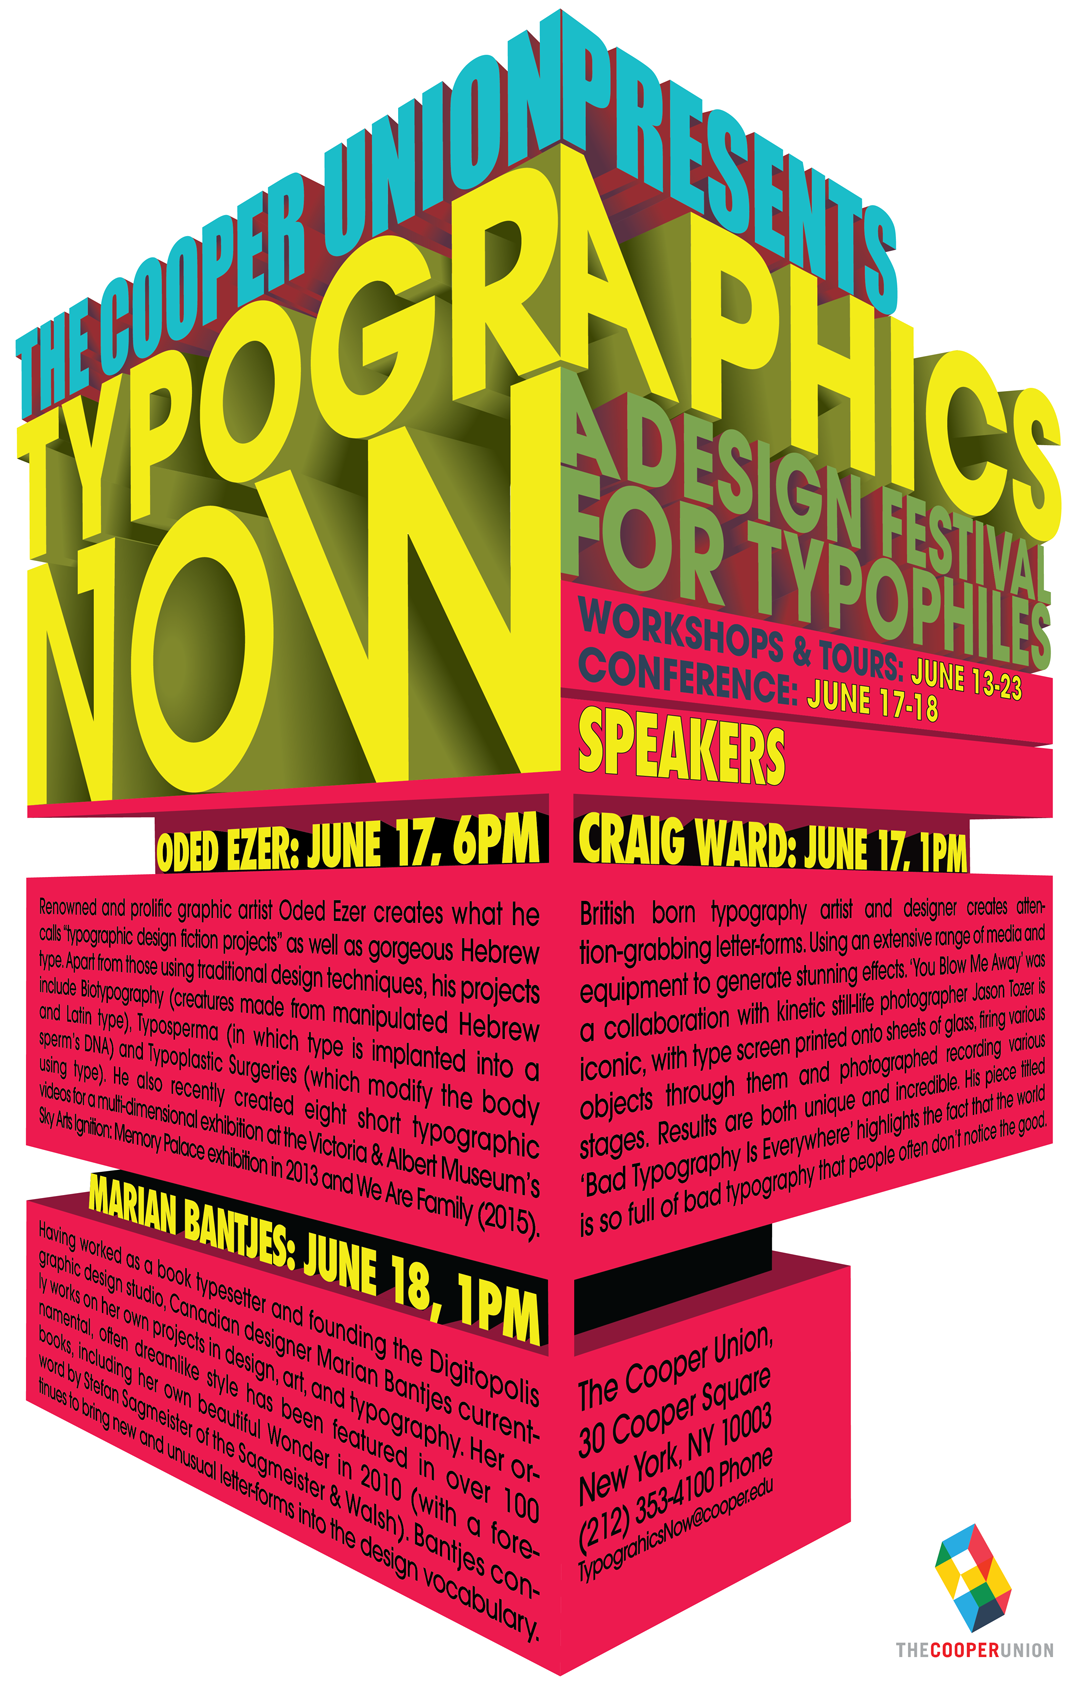 THE COOPER UNION PRESENTS
TYPOGRAPHICS
NOW
A DESIGN FESTIVAL
FOR TYPOPHILES
WORKSHOPS & TOURS: JUNE 13-23
CONFERENCE: JUNE 17-18
SPEAKERS
ODED EZER: JUNE 17, 6PM
Renowned and prolific graphic artist Oded Ezer creates what he
calls “typographic design fiction projects” as well as gorgeous Hebrew
type. Apart from those using traditional design techniques, his projects
include Biotypography (creatures made from manipulated Hebrew
and Latin type), Typosperma (in which type is implanted into a
sperm’s DNA) and Typoplastic Surgeries (which modify the body
using type). He also recently created eight short typographic
videos for a multi-dimensional exhibition at the Victoria & Albert Museum’s
Sky Arts Ignition: Memory Palace exhibition in 2013 and We Are Family (2015).
CRAIG WARD: JUNE 17, 1PM
British born typography artist and designer creates atten-
tion-grabbing letter-forms. Using an extensive range of media and
equipment to generate stunning effects. ‘You Blow Me Away’ was
a collaboration with kinetic still-life photographer Jason Tozer is
iconic, with type screen printed onto sheets of glass, firing various
objects through them and photographed recording various
stages. Results are both unique and incredible. His piece titled
‘Bad Typography Is Everywhere’ highlights the fact that the world
is so full of bad typography that people often don’t notice the good.
MARIAN BANTJES: JUNE 18, 1PM
Having worked as a book typesetter and founding the Digitopolis
graphic design studio, Canadian designer Marian Bantjes current-
ly works on her own projects in design, art, and typography. Her or-
namental, often dreamlike style has been featured in over 100
books, including her own beautiful Wonder in 2010 (with a fore-
word by Stefan Sagmeister of the Sagmeister & Walsh). Bantjes con-
tinues to bring new and unusual letter-forms into the design vocabulary.
The Cooper Union,
30 Cooper Square
New York, NY 10003
(212) 353-4100 Phone
TypograhicsNow@cooper.edu
THECOOPERUNION